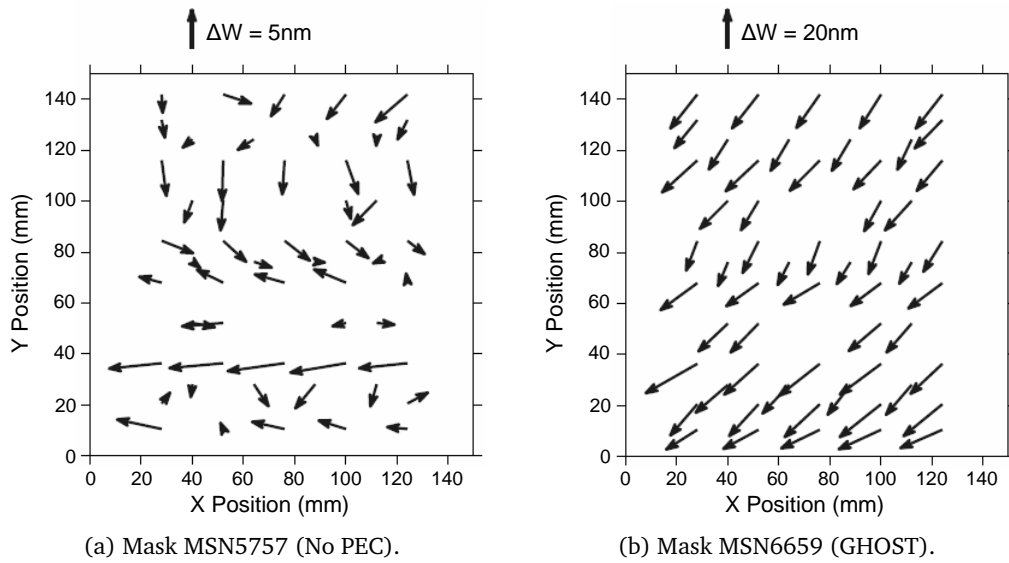 ΔW = 5nm
ΔW = 20nm
140
120
100
80
60
40
20
0
Y Position (mm)
0 20 40 60 80 100 120 140
X Position (mm)
140
120
100
80
60
40
20
0
Y Position (mm)
0 20 40 60 80 100 120 140
X Position (mm)
(a) Mask MSN5757 (No PEC).
(b) Mask MSN6659 (GHOST).